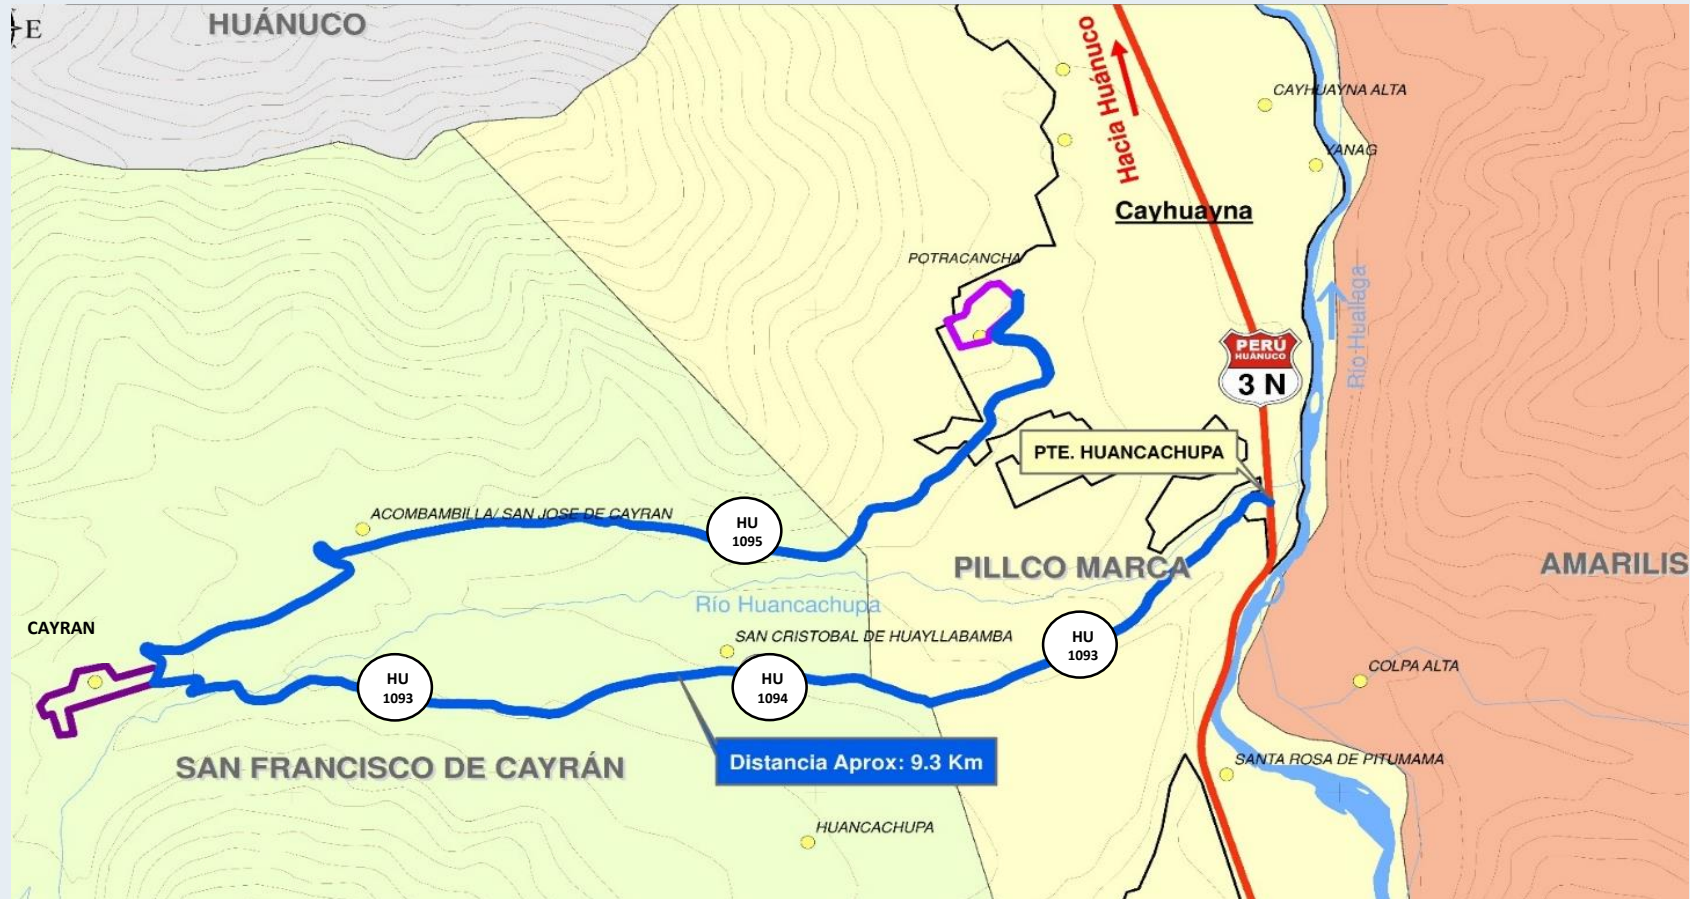 E
HUÁNUCO
Hacia Huánuco
CAYHUAYNA ALTA
YANAG
Cayhuayna
POTRACANCHA
Río Huallaga
PERÚ
HUÁNUCO
3 N
PTE. HUANCACHUPA
ACOMBAMBILLA/ SAN JOSE DE CAYRAN
HU
1095
PILLCO MARCA
AMARILIS
Río Huancachupa
CAYRAN
SAN CRISTOBAL DE HUAYLLABAMBA
HU
1093
HU
1093
HU
1094
COLPA ALTA
SAN FRANCISCO DE CAYRÁN
Distancia Aprox: 9.3 Km
SANTA ROSA DE PITUMAMA
HUANCACHUPA